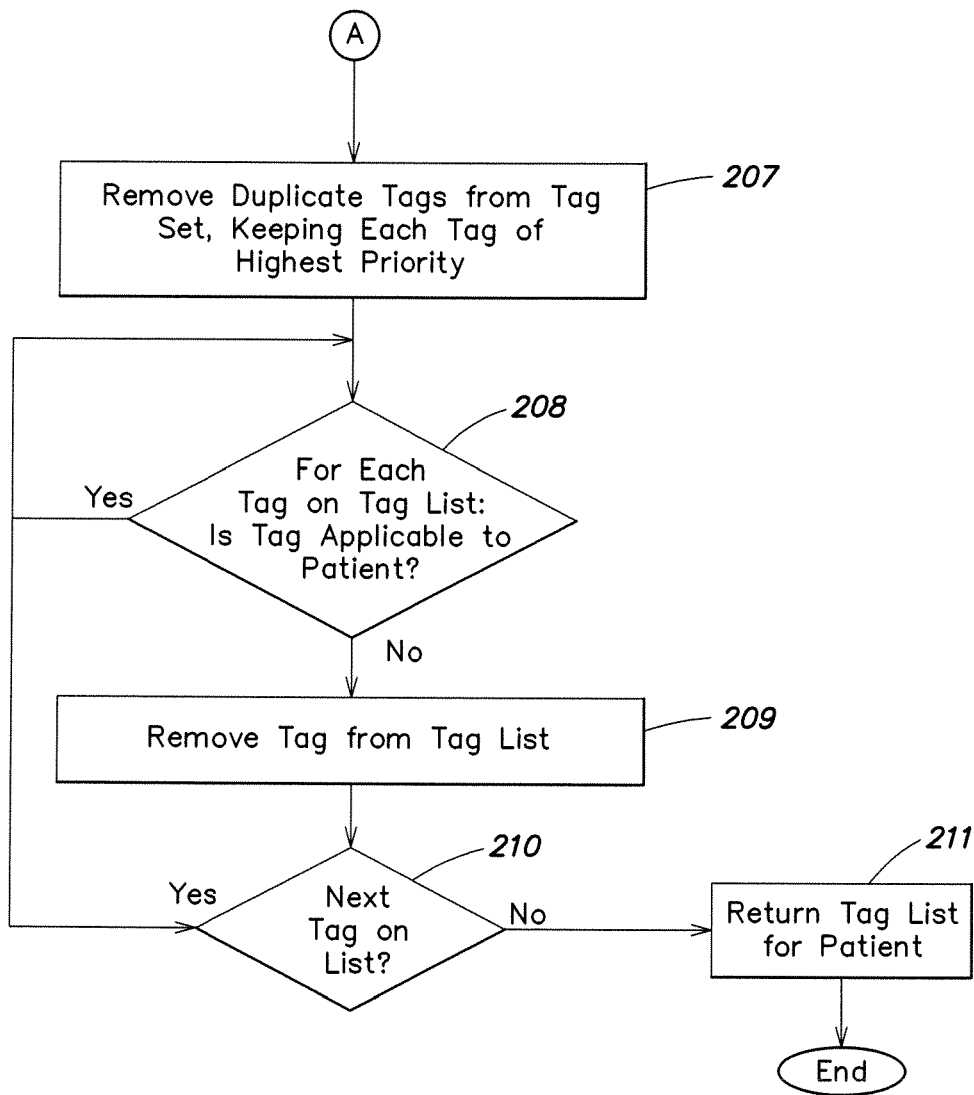 A
Remove Duplicate Tags from Tag
Set, Keeping Each Tag of
Highest Priority
207
208
For Each
Tag on Tag List:
Is Tag Applicable to
Patient?
Yes
No
Remove Tag from Tag List
209
210
Yes
Next
Tag on
List?
No
211
Return Tag List
for Patient
End